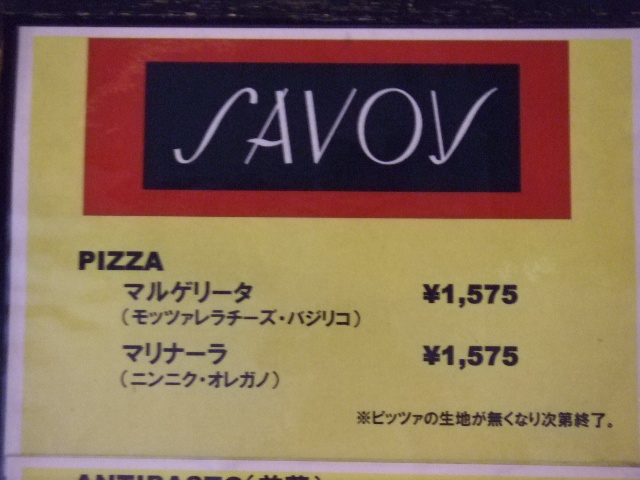 SAVOY
PIZZA
マルゲリータ ¥1,575
（モッツァレラチーズ・バジリコ）
マリナーラ ¥1,575
（ニンニク・オレガノ）
※ピッツァの生地が無くなり次第終了。